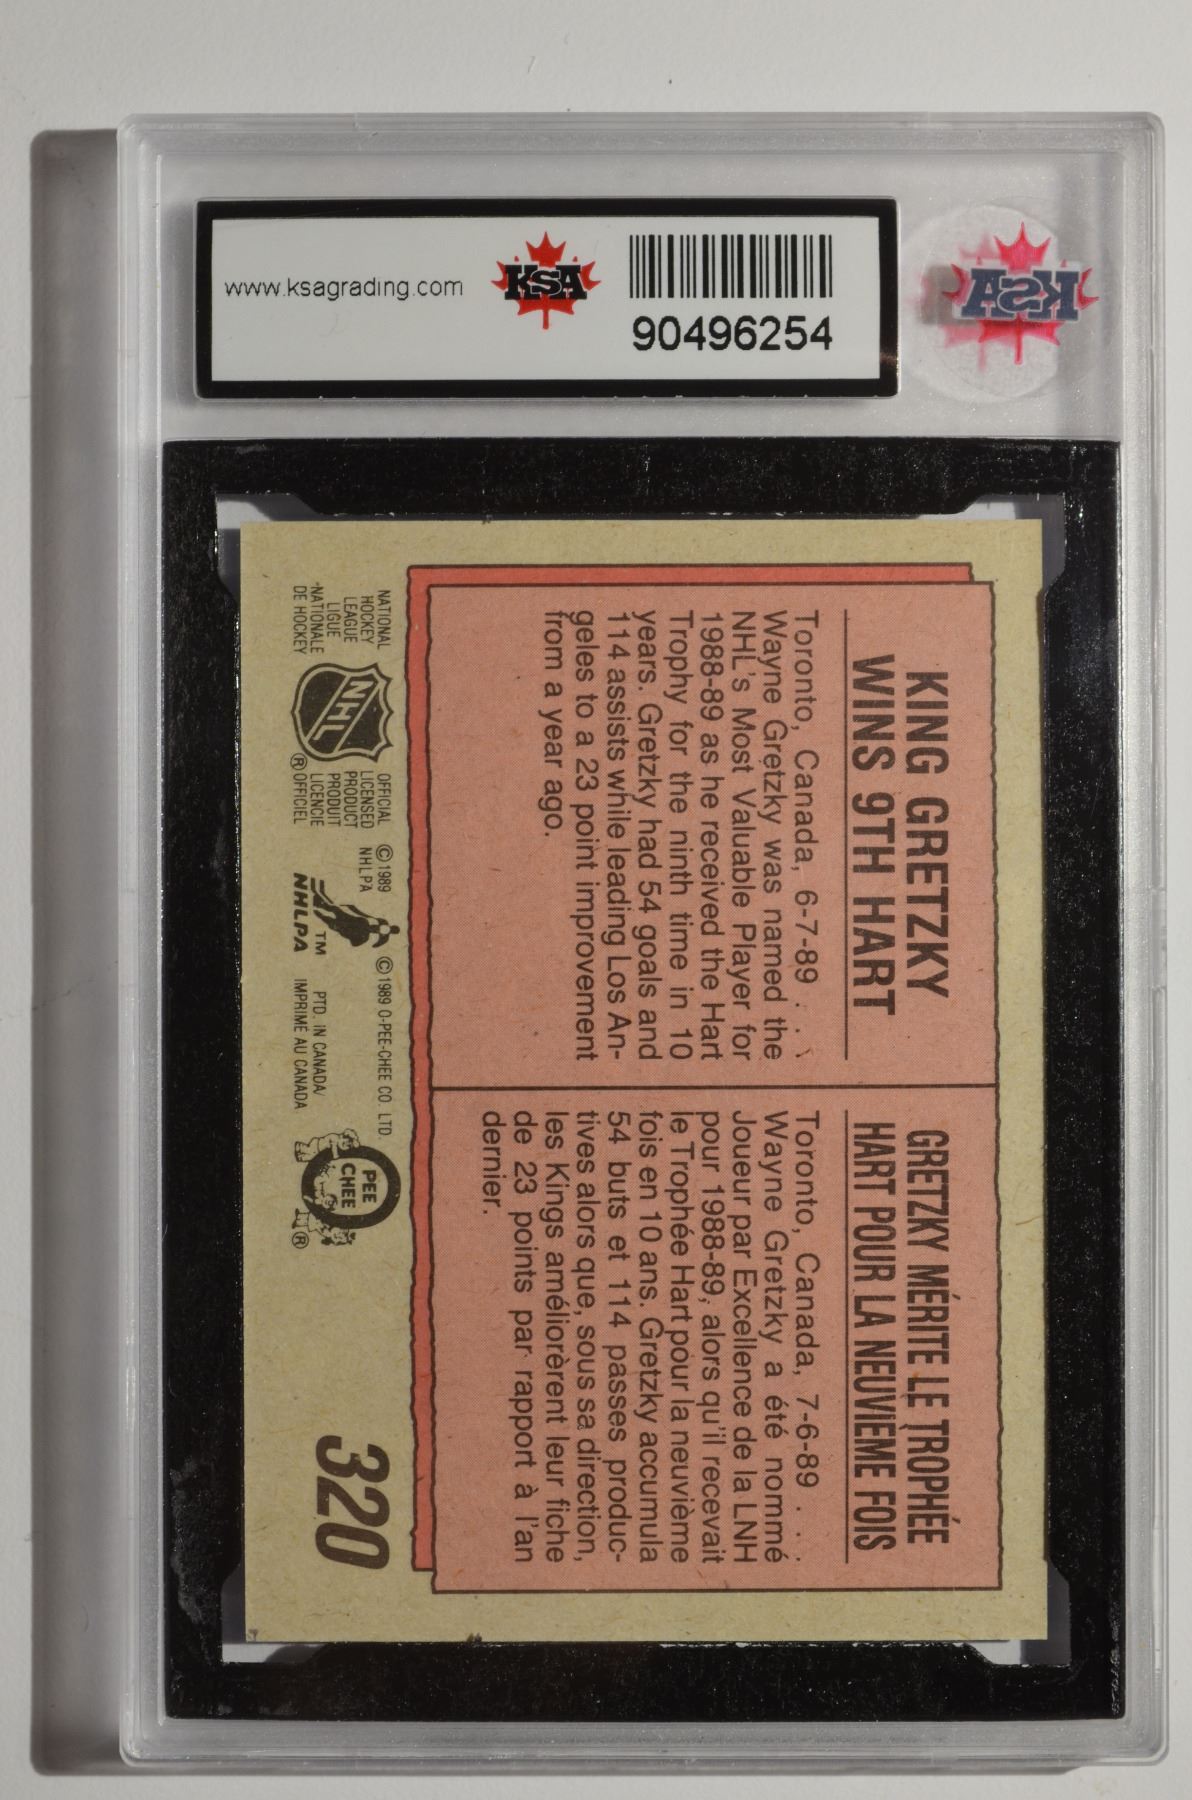 www.ksagrading.com
KSA
90496254
KSA
KING GRETZKY
WINS 9TH HART
Toronto, Canada, 6-7-89 . .
Wayne Gretzky was named the
NHL's Most Valuable Player for
1988-89 as he received the Hart
Trophy for the ninth time in 10
years. Gretzky had 54 goals and
114 assists while leading Los An-
geles to a 23 point improvement
from a year ago.
GRETZKY MÉRITE LE TROPHÉE
HART POUR LA NEUVIEME FOIS
Toronto, Canada, 7-6-89 . . .
Wayne Gretzky a été nommé
Joueur par Excellence de la LNH
pour 1988-89, alors qu'il recevait
le Trophée Hart pour la neuvième
fois en 10 ans. Gretzky accumula
54 buts et 114 passes produc-
tives alors que, sous sa direction,
les Kings améliorèrent leur fiche
de 23 points par rapport à l'an
dernier.
NATIONAL
HOCKEY
LEAGUE
LIGUE
NATIONALE
DE HOCKEY
NHL
®
OFFICIAL
LICENSED
PRODUCT
PRODUIT
LICENCIE
OFFICIEL
©1989
NHLPA
NHLPA
TM
©1989 O-PEE-CHEE CO. LTD.
PTD. IN CANADA/
IMPRIMÉ AU CANADA
PEE
CHEE
®
320